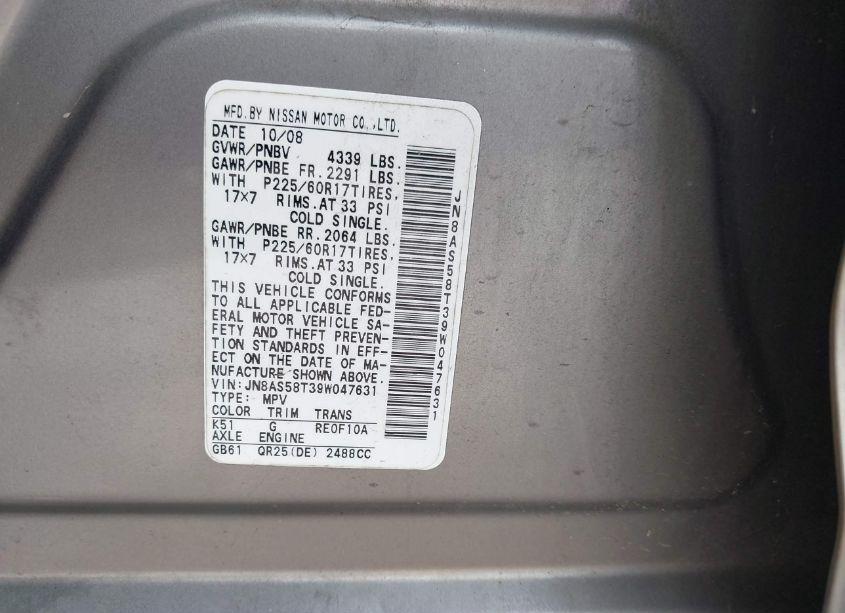 MFD.BY NISSAN MOTOR CO.,LTD.
DATE 10/08
GVWR/PNBV 4339 LBS.
GAWR/PNBE FR.2291 LBS.
WITH P225/60R17TIRES,
17×7 RIMS.AT 33 PSI
COLD SINGLE.
GAWR/PNBE RR.2064 LBS.
WITH P225/60R17TIRES,
17×7 RIMS.AT 33 PSI
COLD SINGLE.
THIS VEHICLE CONFORMS
TO ALL APPLICABLE FED-
ERAL MOTOR VEHICLE SA-
FETY AND THEFT PREVEN-
TION STANDARDS IN EFF-
ECT ON THE DATE OF MA-
NUFACTURE SHOWN ABOVE.
VIN:JN8AS58T39W047631
TYPE: MPV
COLOR TRIM TRANS
K51 G RE0F10A
AXLE ENGINE
GB61 QR25(DE) 2488CC
JN8AS58T39W047631